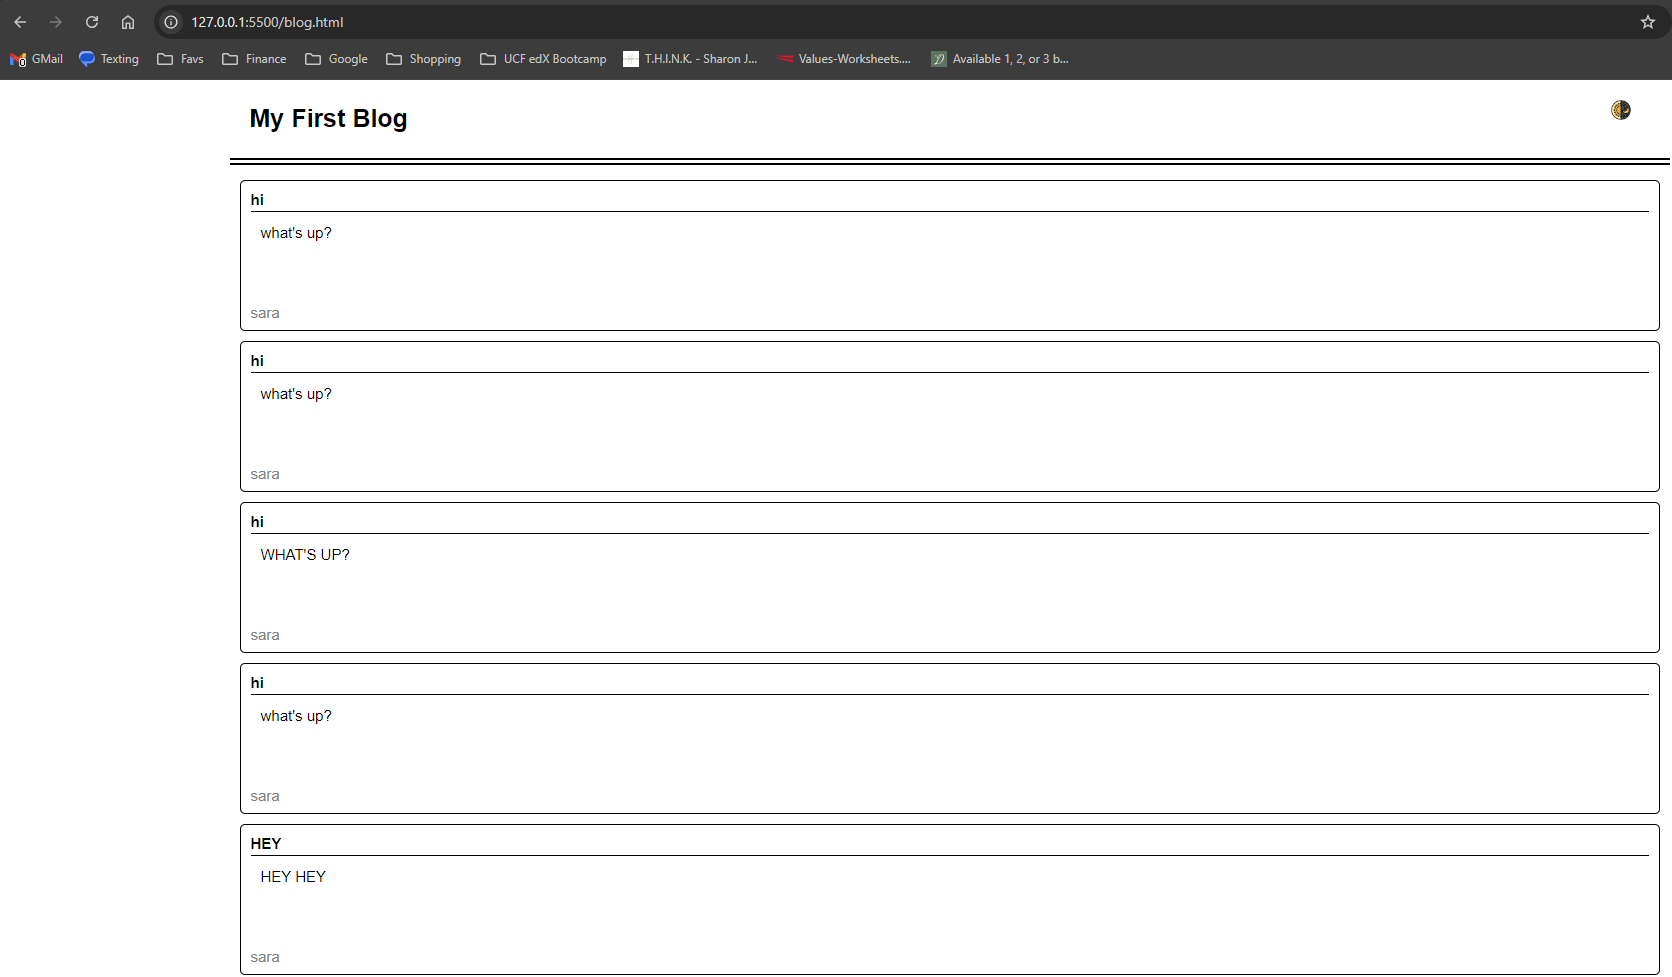 127.0.0.1:5500/blog.html
GMail Texting Favs Finance Google Shopping UCF edX Bootcamp T.H.I.N.K. - Sharon J... Values-Worksheets.... Available 1, 2, or 3 b...
My First Blog
hi
what's up?
sara
hi
what's up?
sara
hi
WHAT'S UP?
sara
hi
what's up?
sara
HEY
HEY HEY
sara